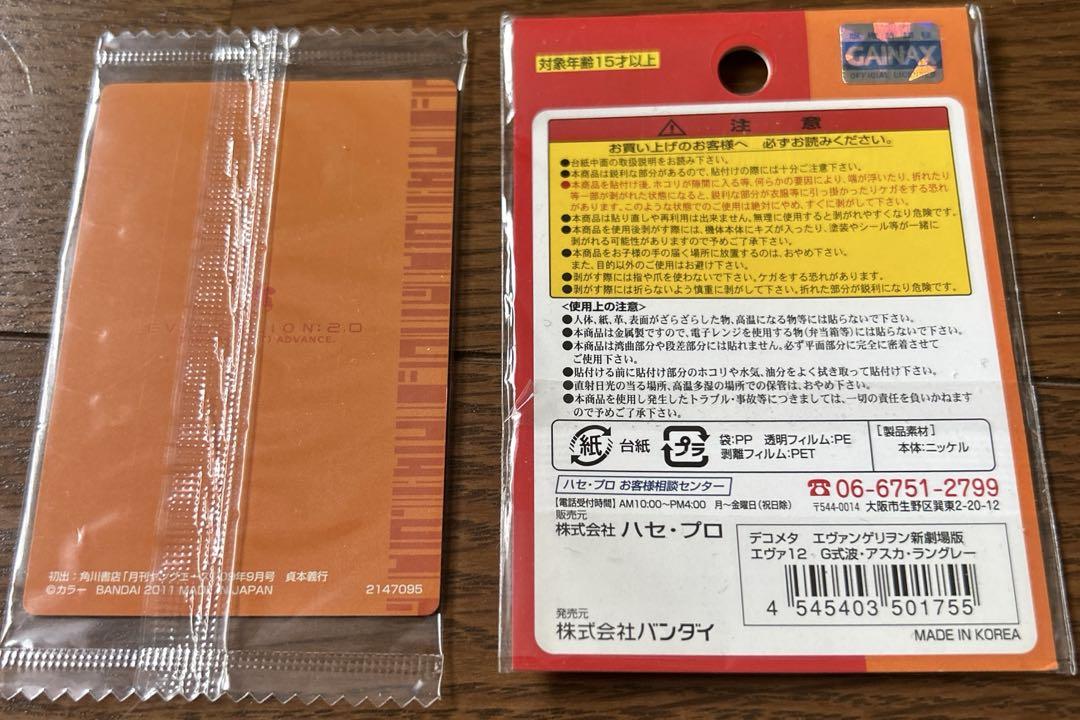 EVANGELION:2.0
ADVANCE.
初出：角川書店「月刊ヤングエース」09年9月号 貞本義行
©カラー BANDAI 2011 MADE IN JAPAN
2147095
対象年齢15才以上
GAINAX
⚠ 注意
お買い上げのお客様へ 必ずお読みください。
●台紙中面の取扱説明をお読み下さい。
●本商品は鋭利な部分があるので、貼付けの際には十分ご注意下さい。
●本商品を貼付け後、ホコリが隙間に入る等、何らかの要因により、端が浮いたり、折れたり
等一部が剥がれた状態になると、鋭利な部分が衣服等に引っ掛かったりケガをする恐れ
があります。このような状態でのご使用は絶対にやめ、すぐに剥がして下さい。
●本商品は貼り直しや再利用は出来ません。無理に使用すると剥がれやすくなり危険です。
●本商品を使用後剥がす際には、機体本体にキズが入ったり、塗装やシール等が一緒に
剥がれる可能性がありますので予めご了承下さい。
●本商品をお子様の手の届く場所に放置するのは、おやめ下さい。
また、目的以外のご使用はお避け下さい。
●剥がす際には指や爪を使わないで下さい。ケガをする恐れがあります。
●剥がす際には折らないよう慎重に剥がして下さい。折れた部分が鋭利になり危険です。
<使用上の注意>
●人体、紙、革、表面がざらざらした物、高温になる物等には貼らないで下さい。
●本商品は金属製ですので、電子レンジを使用する物(弁当箱等)には貼らないで下さい。
●本商品は湾曲部分や段差部分には貼れません。必ず平面部分に完全に密着させて
ご使用下さい。
●貼付ける前に貼付け部分のホコリや水気、油分をよく拭き取って貼付け下さい。
●直射日光の当る場所、高温多湿の場所での保管は、おやめ下さい。
●本商品を使用し発生したトラブル・事故等につきましては、一切の責任を負いかねます
ので予めご了承下さい。
紙 台紙 プラ 袋:PP 透明フィルム:PE
剥離フィルム:PET
[製品素材]
本体:ニッケル
ハセ・プロ お客様相談センター
☎06-6751-2799
【電話受付時間】AM10:00～PM4:00 月～金曜日(祝日除) 〒544-0014 大阪市生野区巽東2-20-12
販売元
株式会社 ハセ・プロ
デコメタ エヴァンゲリヲン新劇場版
エヴァ12 G式波・アスカ・ラングレー
4 545403 501755
発売元
株式会社バンダイ
MADE IN KOREA